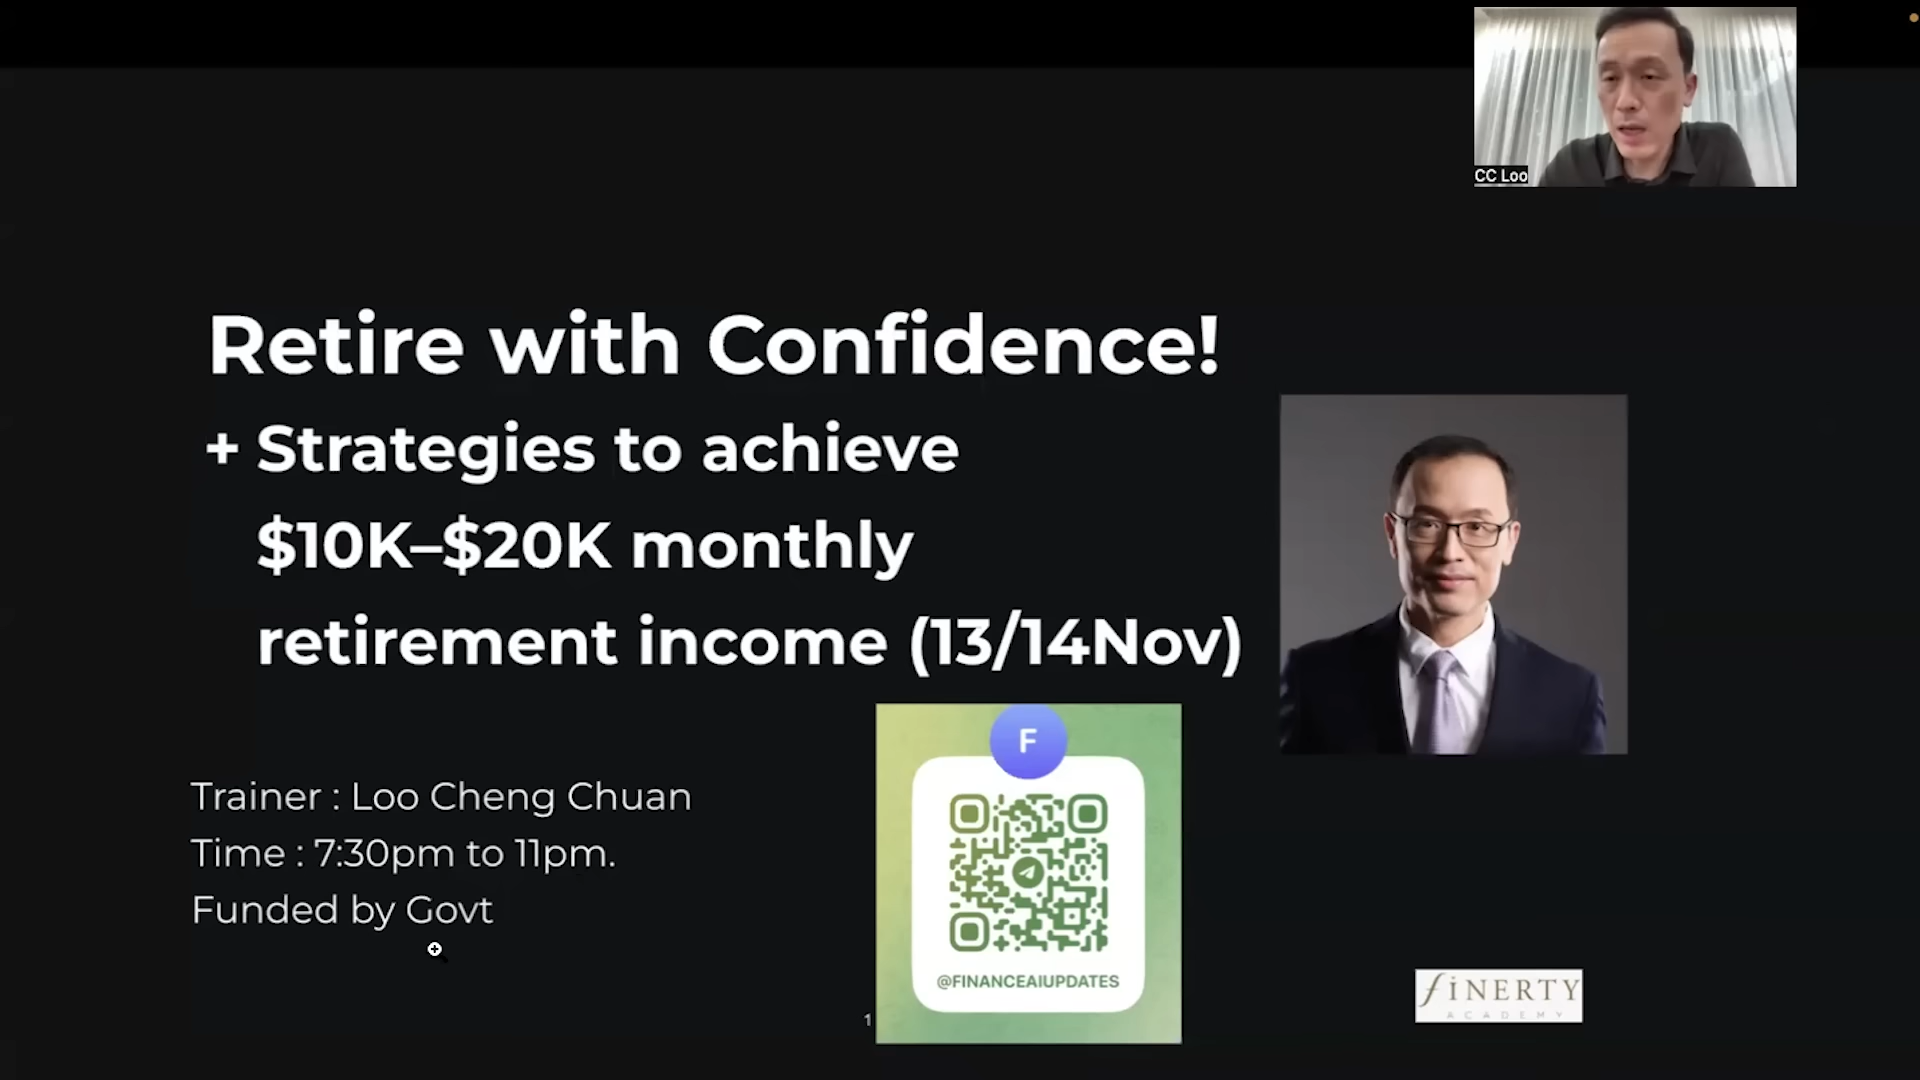 CC Loo
Retire with Confidence!
+ Strategies to achieve
$10K–$20K monthly
retirement income (13/14Nov)
Trainer : Loo Cheng Chuan
Time : 7:30pm to 11pm.
Funded by Govt
F
@FINANCEAIUPDATES
1
fiNERTY
ACADEMY